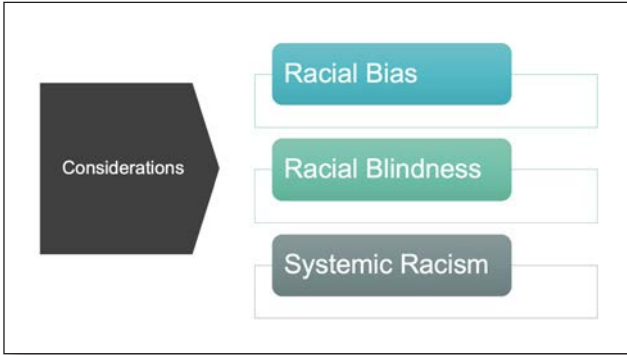 Considerations
Racial Bias
Racial Blindness
Systemic Racism